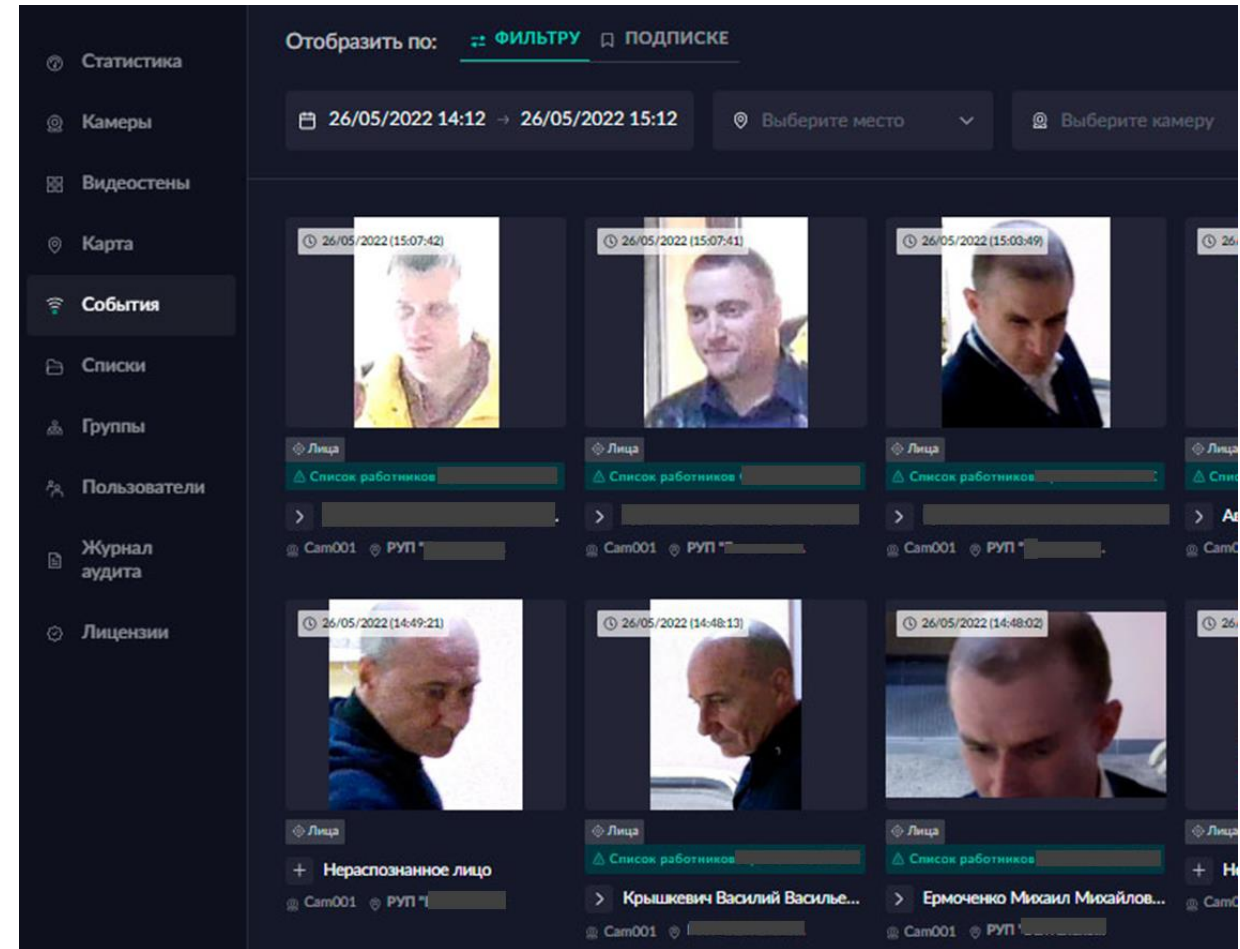 Отобразить по:
ФИЛЬТРУ
ПОДПИСКЕ
Статистика
Камеры
Видеостены
Карта
События
Списки
Группы
Пользователи
Журнал
аудита
Лицензии
26/05/2022 14:12 → 26/05/2022 15:12
Выберите место
Выберите камеру
26/05/2022 (15:07:42)
Лица
Список работников
Cam001 РУП "
26/05/2022 (15:07:41)
Лица
Список работников
Cam001 РУП "
26/05/2022 (15:03:49)
Лица
Список работников
Cam001 РУП "
26/05/2022 (14:49:21)
Лица
Нераспознанное лицо
Cam001 РУП "
26/05/2022 (14:48:13)
Лица
Список работников
Крышкевич Василий Василье...
Cam001
26/05/2022 (14:48:02)
Лица
Список работников
Ермоченко Михаил Михайлов...
Cam001 РУП